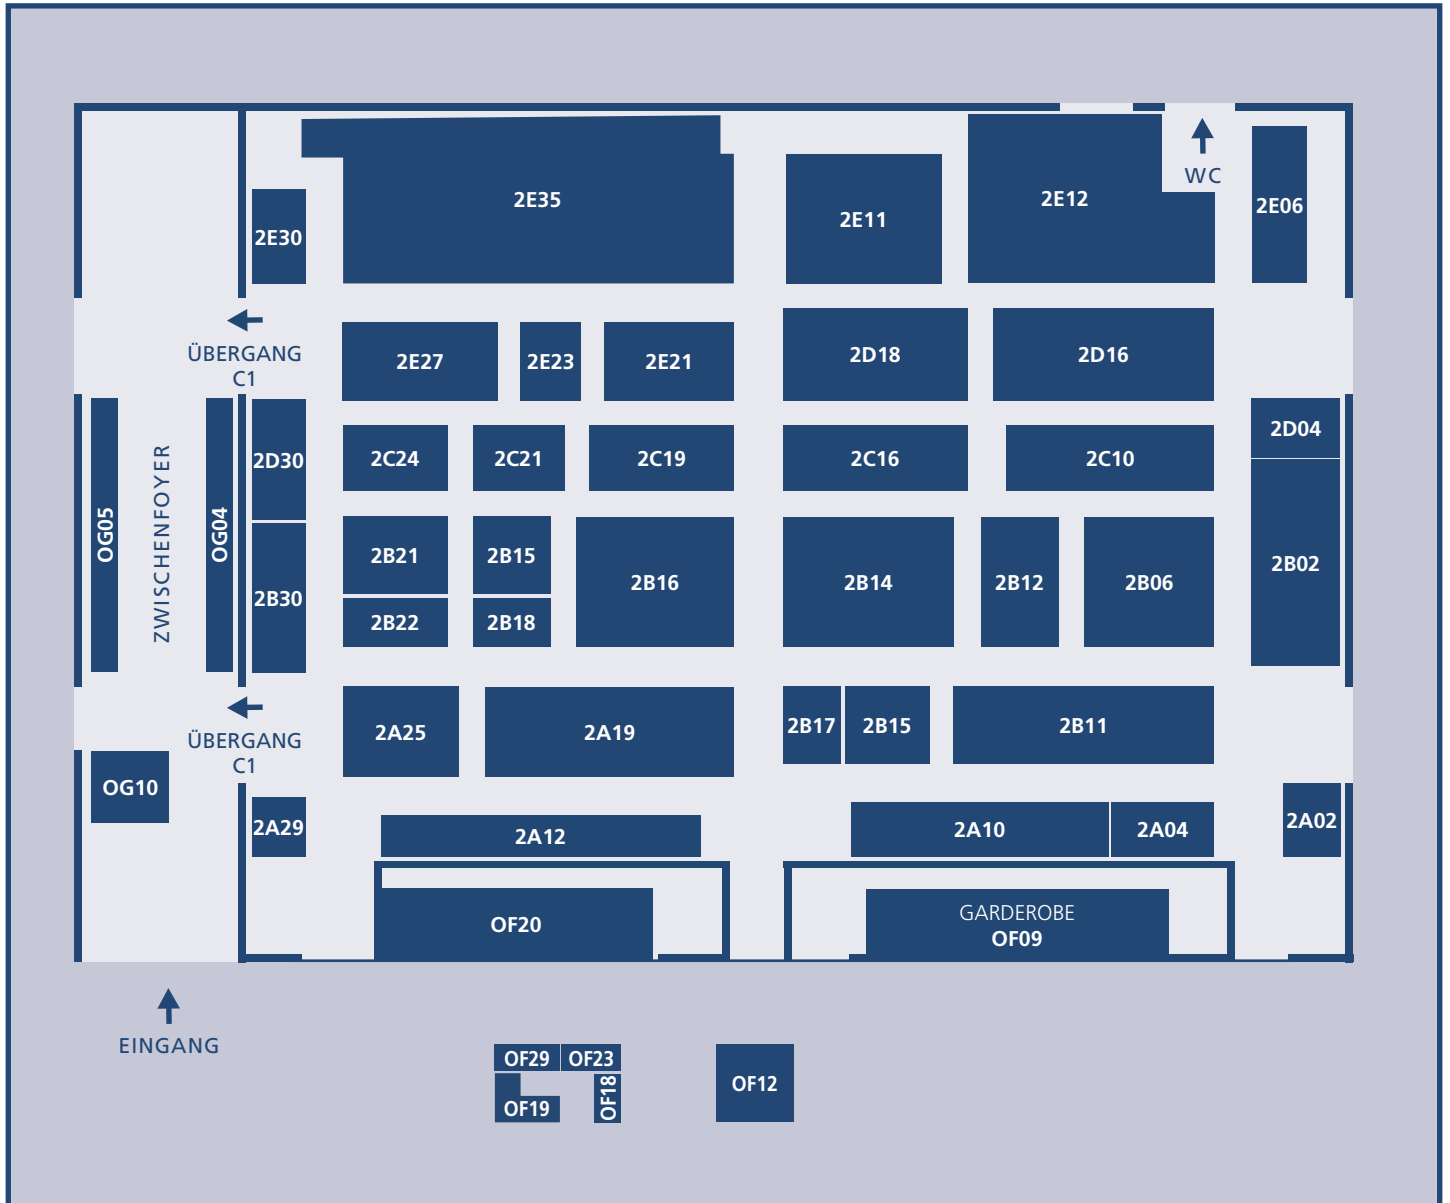 2E35
2E12
WC
2E06
2E11
2E30
ÜBERGANG
C1
2E27
2E23
2E21
2D18
2D16
2D04
2D30
2C24
2C21
2C19
2C16
2C10
OG05
ZWISCHENFOYER
OG04
2B30
2B21
2B15
2B16
2B14
2B12
2B06
2B02
2B22
2B18
ÜBERGANG
C1
2A25
2A19
2B17
2B15
2B11
OG10
2A29
2A12
2A10
2A04
2A02
OF20
GARDEROBE
OF09
EINGANG
OF29
OF23
OF19
OF18
OF12